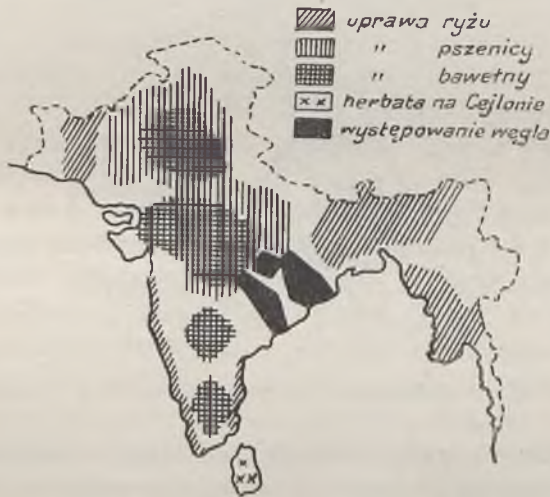 uprawa ryżu
" pszenicy
" bawełny
x x herbata na Cejlonie
występowanie węgla
x
x x x